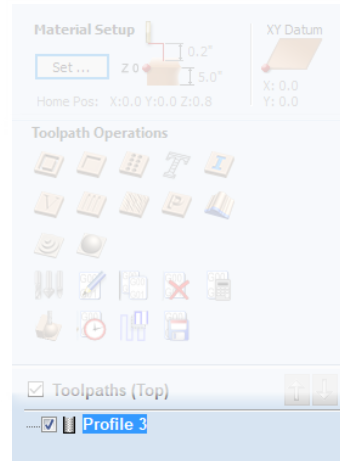 Material Setup
XY Datum
0.2"
Set ...
Z 0
5.0"
X: 0.0
Home Pos: X:0.0 Y:0.0 Z:0.8
Y: 0.0
Toolpath Operations
Toolpaths (Top)
Profile 3